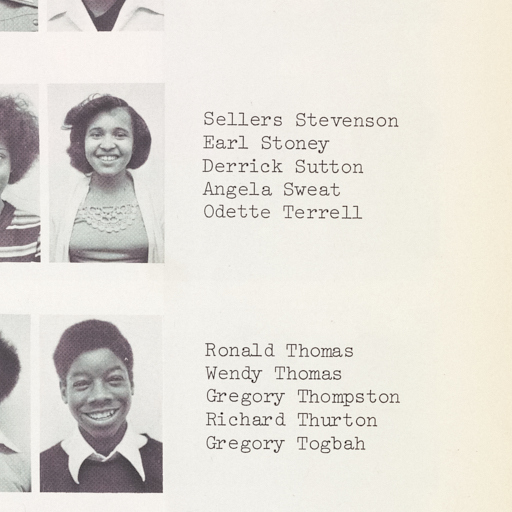 Sellers Stevenson
Earl Stoney
Derrick Sutton
Angela Sweat
Odette Terrell
Ronald Thomas
Wendy Thomas
Gregory Thompston
Richard Thurton
Gregory Togbah